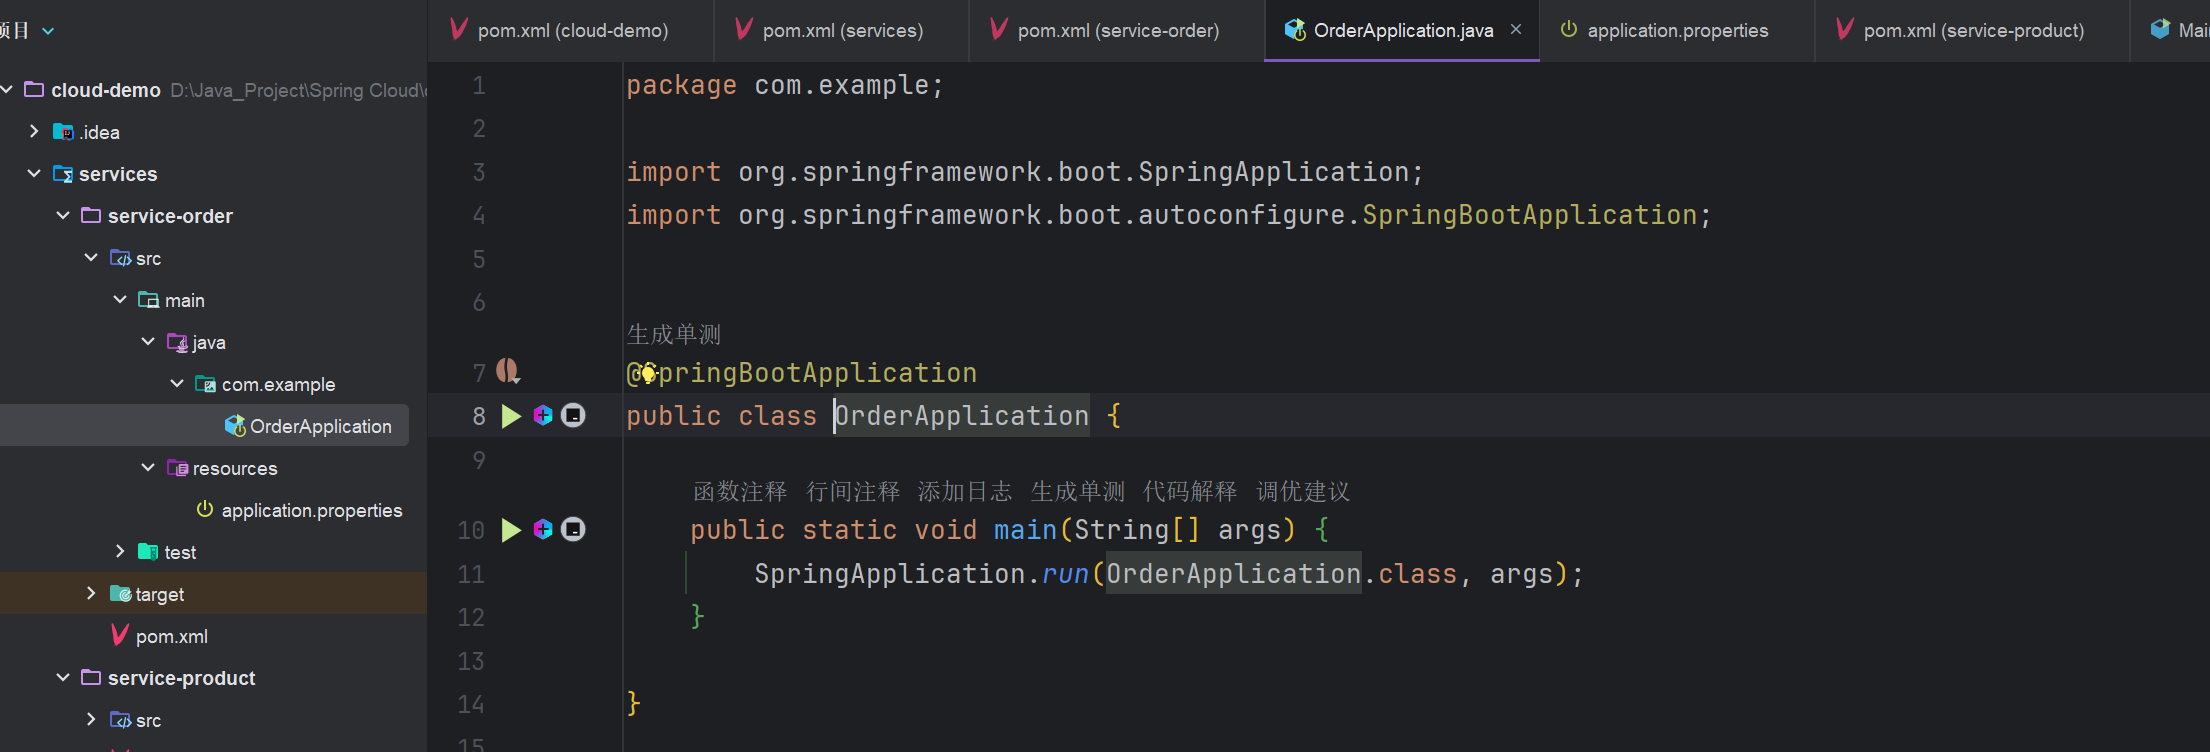 项目
pom.xml (cloud-demo)
pom.xml (services)
pom.xml (service-order)
OrderApplication.java
application.properties
pom.xml (service-product)
cloud-demo D:\Java_Project\Spring Cloud\
.idea
services
service-order
src
main
java
com.example
OrderApplication
resources
application.properties
test
target
pom.xml
service-product
src
1 package com.example;
2
3 import org.springframework.boot.SpringApplication;
4 import org.springframework.boot.autoconfigure.SpringBootApplication;
5
6
生成单测
7 @SpringBootApplication
8 public class OrderApplication {
9
函数注释 行间注释 添加日志 生成单测 代码解释 调优建议
10 public static void main(String[] args) {
11 SpringApplication.run(OrderApplication.class, args);
12 }
13
14 }
15